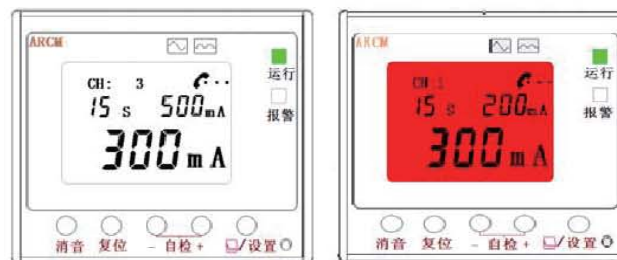 ARCM
运行
报警
CH: 3
15 S 500mA
300mA
消音 复位 - 自检 + /设置
ARCM
运行
报警
CH: 1
15 S 200mA
300mA
消音 复位 - 自检 + /设置